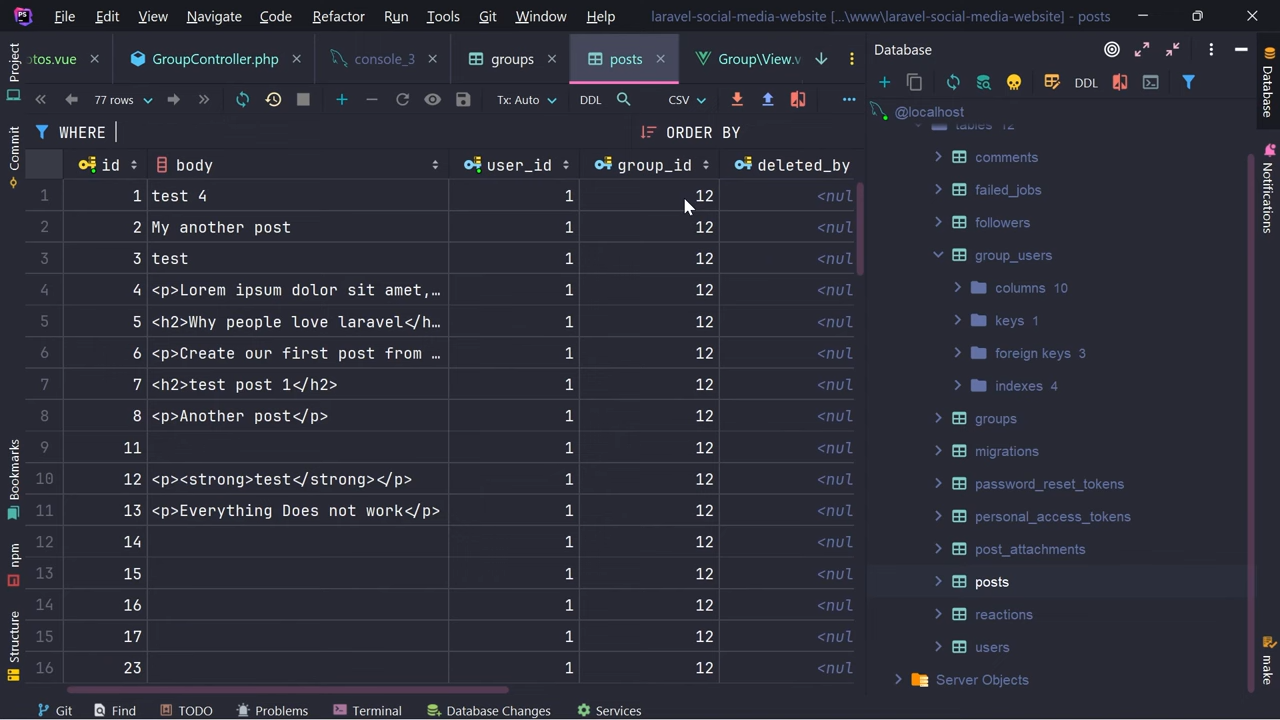 PS File Edit View Navigate Code Refactor Run Tools Git Window Help laravel-social-media-website [...\www\laravel-social-media-website] - posts
otos.vue GroupController.php console_3 groups posts Group\View.v
77 rows Tx: Auto DDL CSV
WHERE ORDER BY
id body user_id group_id deleted_by
1 1 test 4 1 12 <nul
2 2 My another post 1 12 <nul
3 3 test 1 12 <nul
4 4 <p>Lorem ipsum dolor sit amet,… 1 12 <nul
5 5 <h2>Why people love laravel</h… 1 12 <nul
6 6 <p>Create our first post from … 1 12 <nul
7 7 <h2>test post 1</h2> 1 12 <nul
8 8 <p>Another post</p> 1 12 <nul
9 11 1 12 <nul
10 12 <p><strong>test</strong></p> 1 12 <nul
11 13 <p>Everything Does not work</p> 1 12 <nul
12 14 1 12 <nul
13 15 1 12 <nul
14 16 1 12 <nul
15 17 1 12 <nul
16 23 1 12 <nul
Database
DDL
@localhost
tables 12
comments
failed_jobs
followers
group_users
columns 10
keys 1
foreign keys 3
indexes 4
groups
migrations
password_reset_tokens
personal_access_tokens
post_attachments
posts
reactions
users
Server Objects
Project
Commit
Bookmarks
npm
Structure
Database
Notifications
make
Git Find TODO Problems Terminal Database Changes Services